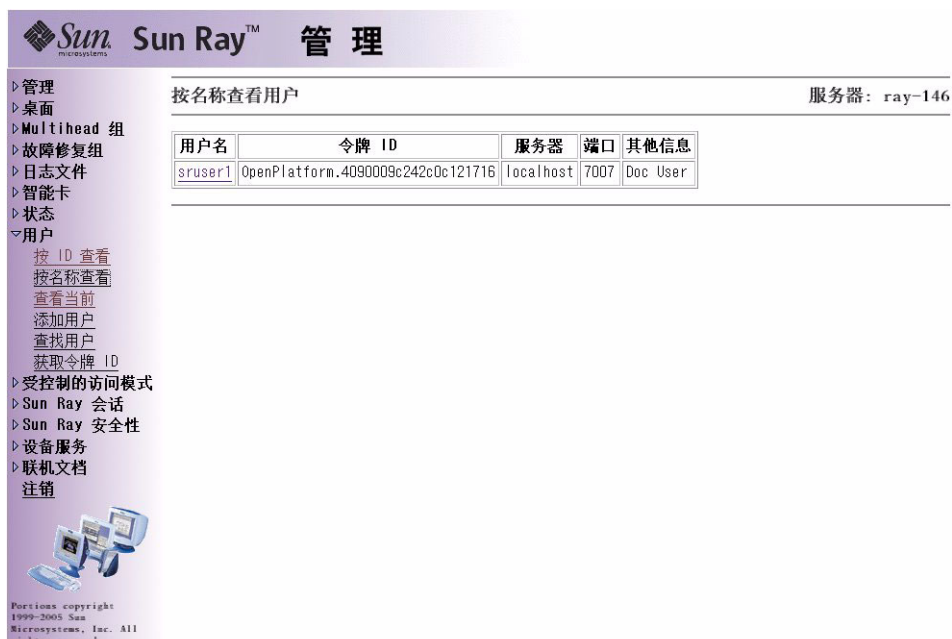 Sun microsystems Sun Ray™ 管 理
管理
桌面
Multihead 组
故障修复组
日志文件
智能卡
状态
用户
按 ID 查看
按名称查看
查看当前
添加用户
查找用户
获取令牌 ID
受控制的访问模式
Sun Ray 会话
Sun Ray 安全性
设备服务
联机文档
注销
Portions copyright
1999-2005 Sun
Microsystems, Inc. All
按名称查看用户 服务器: ray-146
用户名 令牌 ID 服务器 端口 其他信息
sruser1 OpenPlatform.4090009c242c0c121716 localhost 7007 Doc User